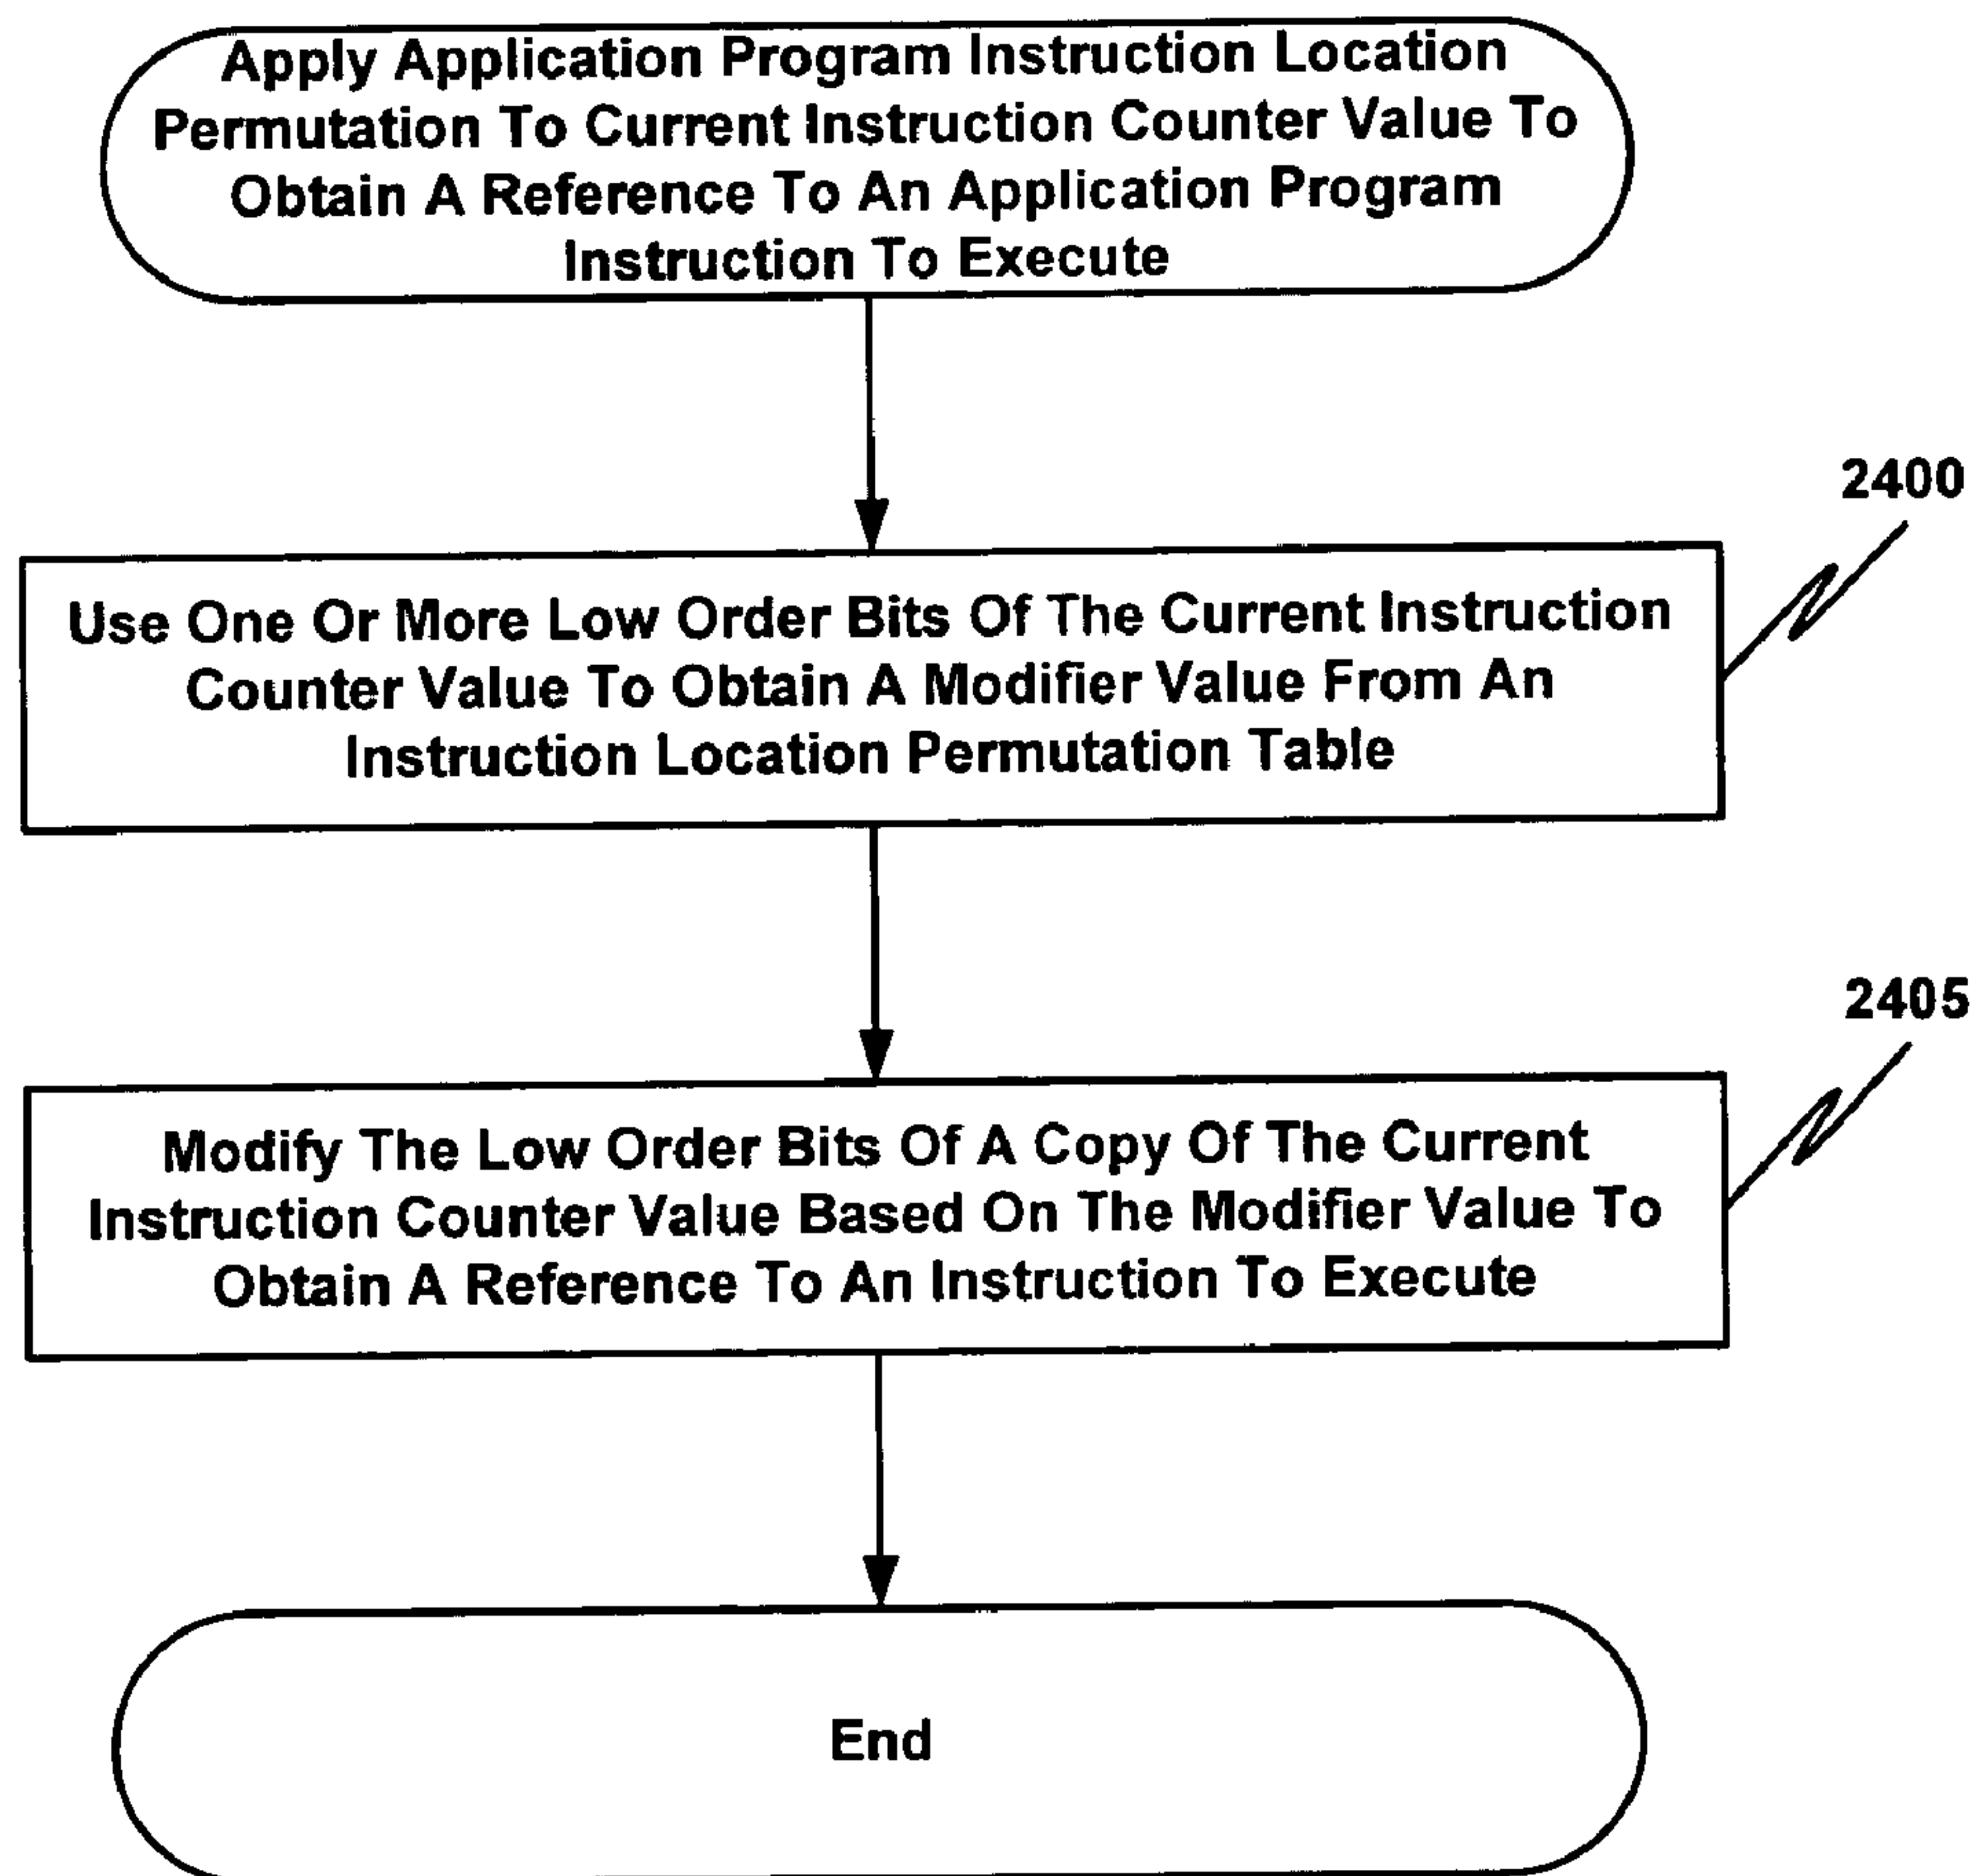 Apply Application Program Instruction Location
Permutation To Current Instruction Counter Value To
Obtain A Reference To An Application Program
Instruction To Execute
2400
Use One Or More Low Order Bits Of The Current Instruction
Counter Value To Obtain A Modifier Value From An
Instruction Location Permutation Table
2405
Modify The Low Order Bits Of A Copy Of The Current
Instruction Counter Value Based On The Modifier Value To
Obtain A Reference To An Instruction To Execute
End